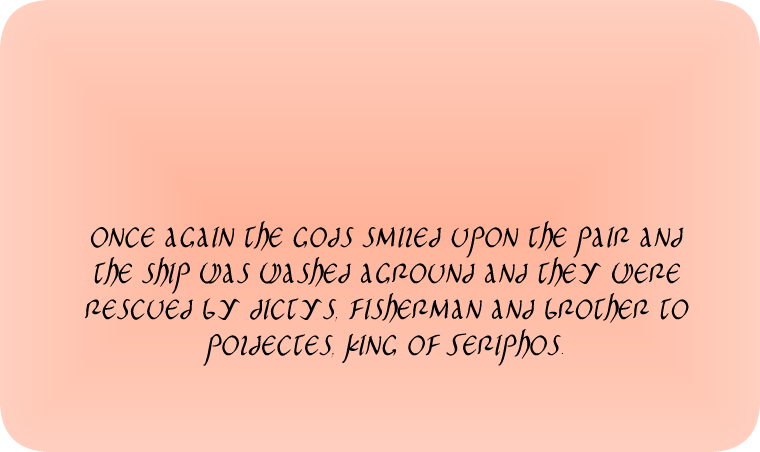 Once again the gods smiled upon the pair and
the ship was washed aground and they were
rescued by Dictys, fisherman and brother to
Poldectes, King of Seriphos.